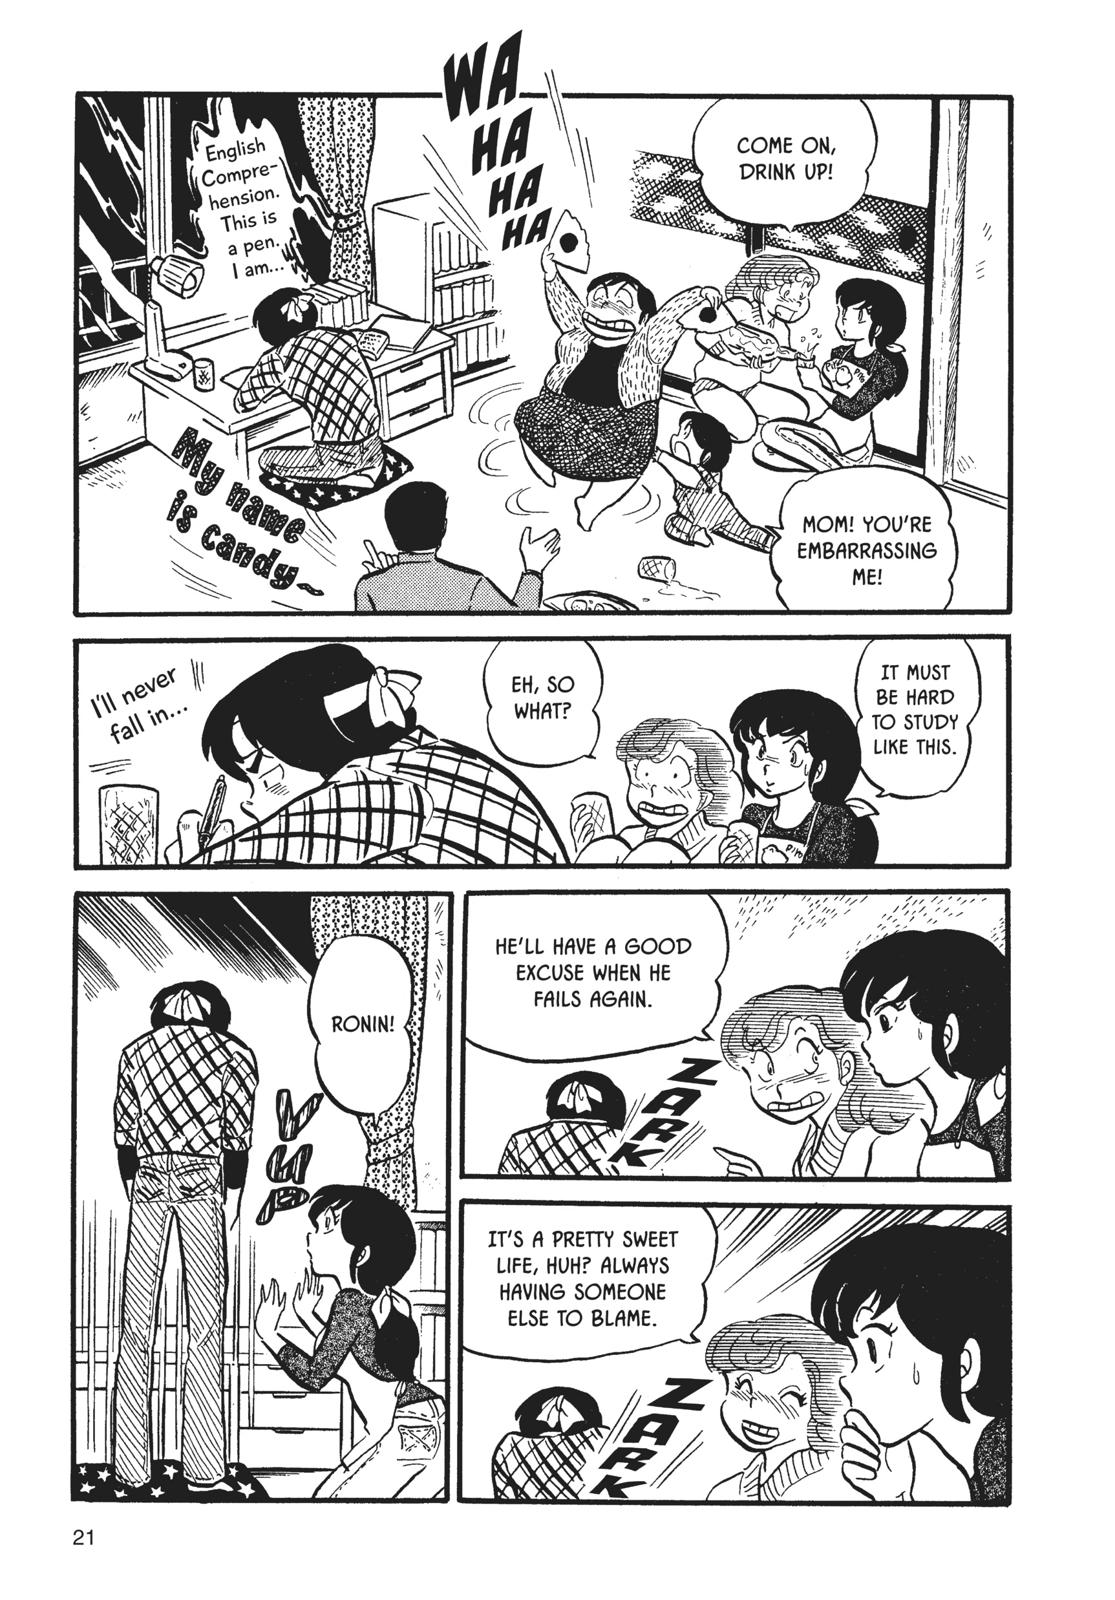 COME ON,
DRINK UP!
WA
HA
HA
HA
English
Compre-
hension.
This is
a pen.
I am...
My name
is candy~
MOM! YOU'RE
EMBARRASSING
ME!
IT MUST
BE HARD
TO STUDY
LIKE THIS.
EH, SO
WHAT?
I'll never
fall in...
HE'LL HAVE A GOOD
EXCUSE WHEN HE
FAILS AGAIN.
ZARK
IT'S A PRETTY SWEET
LIFE, HUH? ALWAYS
HAVING SOMEONE
ELSE TO BLAME.
ZARK
RONIN!
VUP
21